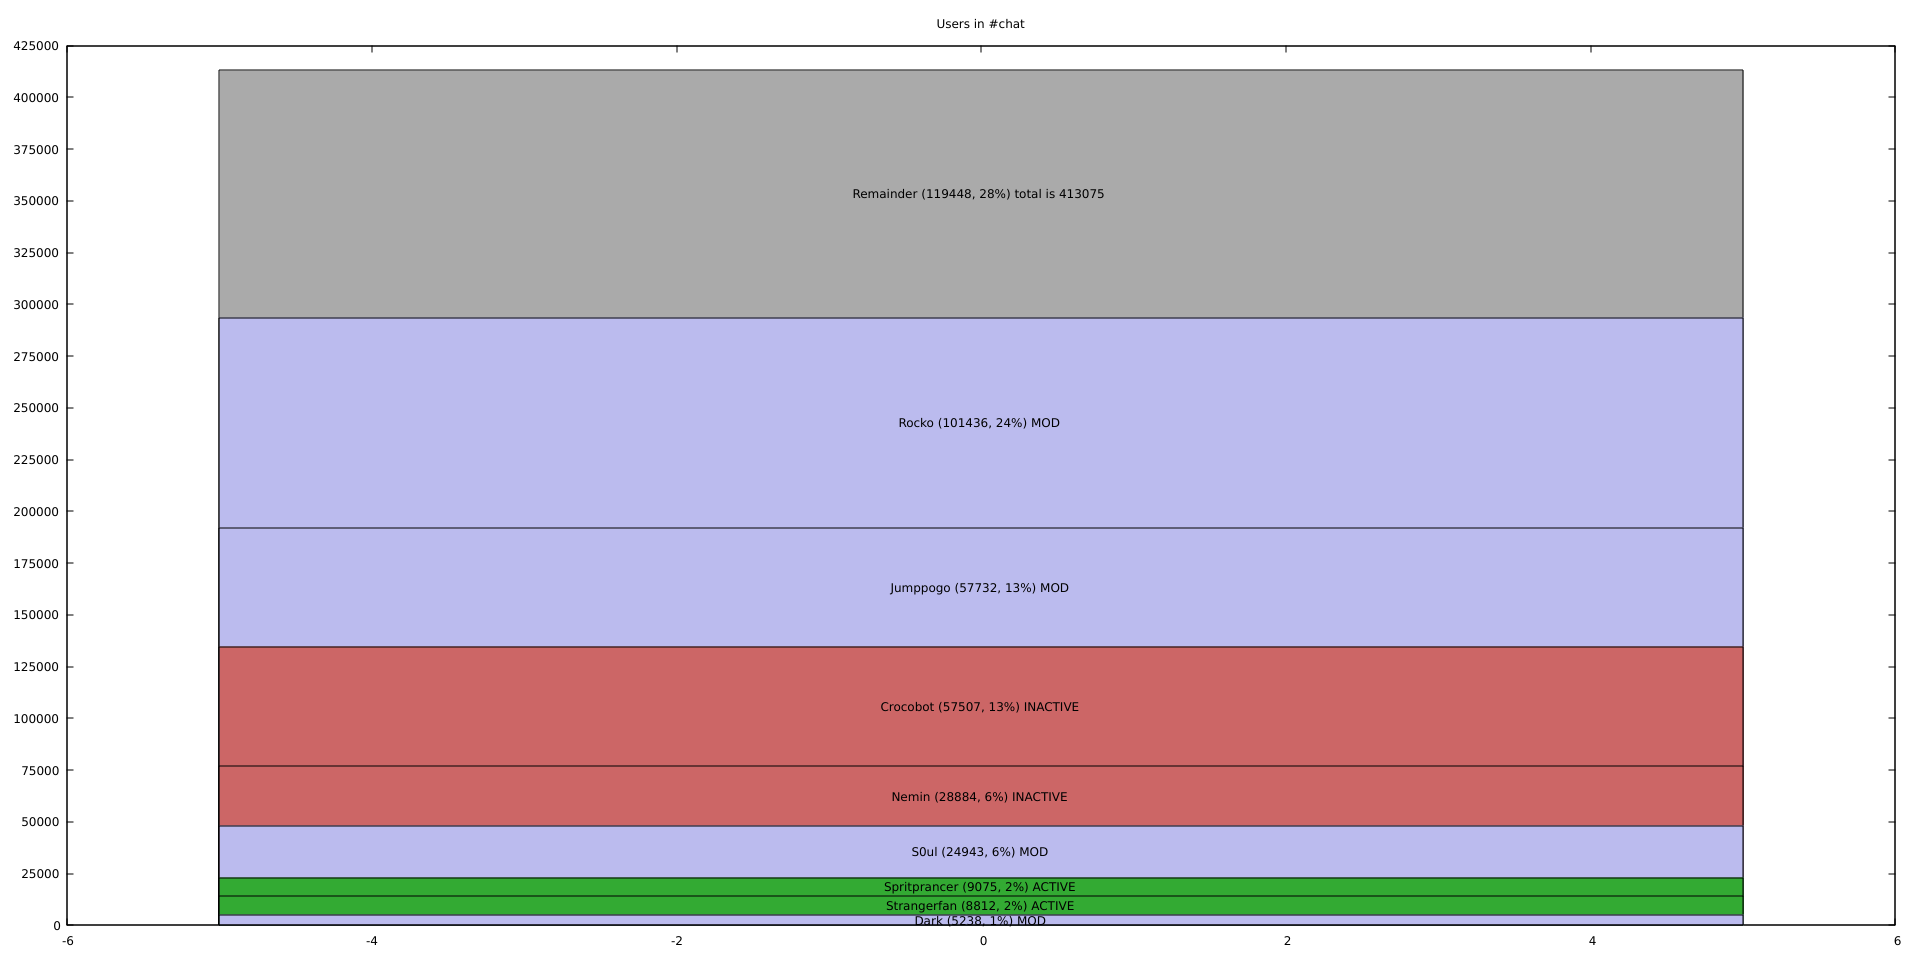 Users in #chat
425000
400000
375000
350000
325000
300000
275000
250000
225000
200000
175000
150000
125000
100000
75000
50000
25000
0
Remainder (119448, 28%) total is 413075
Rocko (101436, 24%) MOD
Jumppogo (57732, 13%) MOD
Crocobot (57507, 13%) INACTIVE
Nemin (28884, 6%) INACTIVE
S0ul (24943, 6%) MOD
Spritprancer (9075, 2%) ACTIVE
Strangerfan (8812, 2%) ACTIVE
Dark (5238, 1%) MOD
-6 -4 -2 0 2 4 6